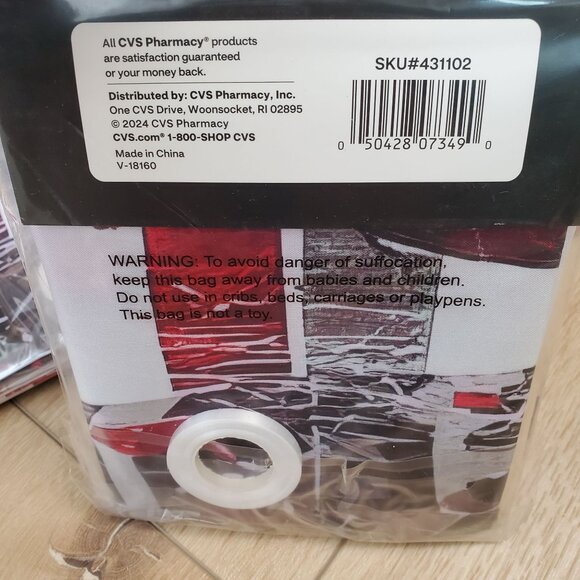 All CVS Pharmacy® products
are satisfaction guaranteed
or your money back.
Distributed by: CVS Pharmacy, Inc.
One CVS Drive, Woonsocket, RI 02895
© 2024 CVS Pharmacy
CVS.com® 1-800-SHOP CVS
Made in China
V-18160
SKU#431102
0 50428 07349 0
WARNING: To avoid danger of suffocation,
keep this bag away from babies and children.
Do not use in cribs, beds, carriages or playpens.
This bag is not a toy.